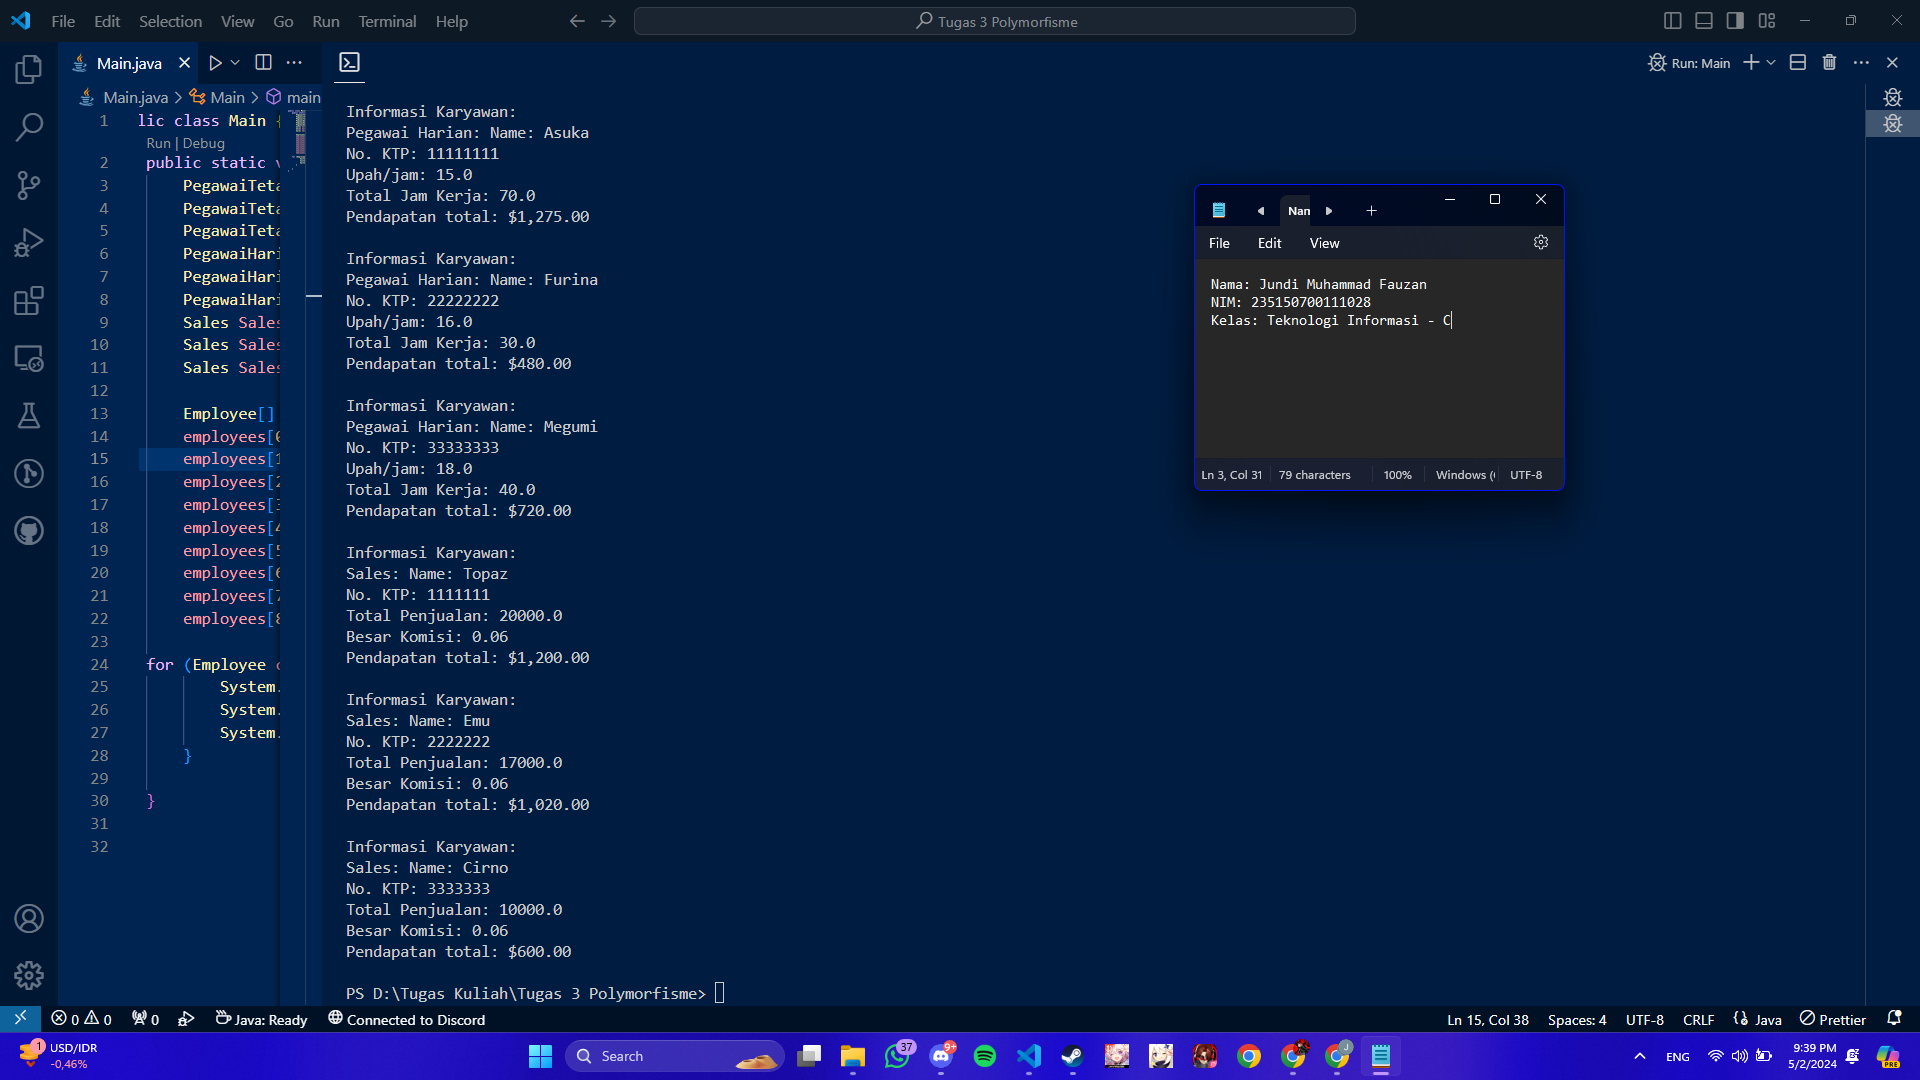 File Edit Selection View Go Run Terminal Help
Tugas 3 Polymorfisme
Main.java
Run: Main
Main.java > Main > main
1 lic class Main {
Run | Debug
2 public static
3 PegawaiTeta
4 PegawaiTeta
5 PegawaiTeta
6 PegawaiHari
7 PegawaiHari
8 PegawaiHari
9 Sales Sales
10 Sales Sales
11 Sales Sales
12
13 Employee[]
14 employees[0
15 employees[1
16 employees[2
17 employees[3
18 employees[4
19 employees[5
20 employees[6
21 employees[7
22 employees[8
23
24 for (Employee
25 System.
26 System.
27 System.
28 }
29
30 }
31
32
Informasi Karyawan:
Pegawai Harian: Name: Asuka
No. KTP: 11111111
Upah/jam: 15.0
Total Jam Kerja: 70.0
Pendapatan total: $1,275.00
Informasi Karyawan:
Pegawai Harian: Name: Furina
No. KTP: 22222222
Upah/jam: 16.0
Total Jam Kerja: 30.0
Pendapatan total: $480.00
Informasi Karyawan:
Pegawai Harian: Name: Megumi
No. KTP: 33333333
Upah/jam: 18.0
Total Jam Kerja: 40.0
Pendapatan total: $720.00
Informasi Karyawan:
Sales: Name: Topaz
No. KTP: 1111111
Total Penjualan: 20000.0
Besar Komisi: 0.06
Pendapatan total: $1,200.00
Informasi Karyawan:
Sales: Name: Emu
No. KTP: 2222222
Total Penjualan: 17000.0
Besar Komisi: 0.06
Pendapatan total: $1,020.00
Informasi Karyawan:
Sales: Name: Cirno
No. KTP: 3333333
Total Penjualan: 10000.0
Besar Komisi: 0.06
Pendapatan total: $600.00
PS D:\Tugas Kuliah\Tugas 3 Polymorfisme>
Nan
File Edit View
Nama: Jundi Muhammad Fauzan
NIM: 235150700111028
Kelas: Teknologi Informasi - C
Ln 3, Col 31 79 characters 100% Windows ( UTF-8
0 0 0 Java: Ready Connected to Discord
Ln 15, Col 38 Spaces: 4 UTF-8 CRLF Java Prettier
1 USD/IDR
-0,46%
Search
37
9+
ENG
9:39 PM
5/2/2024
PRE